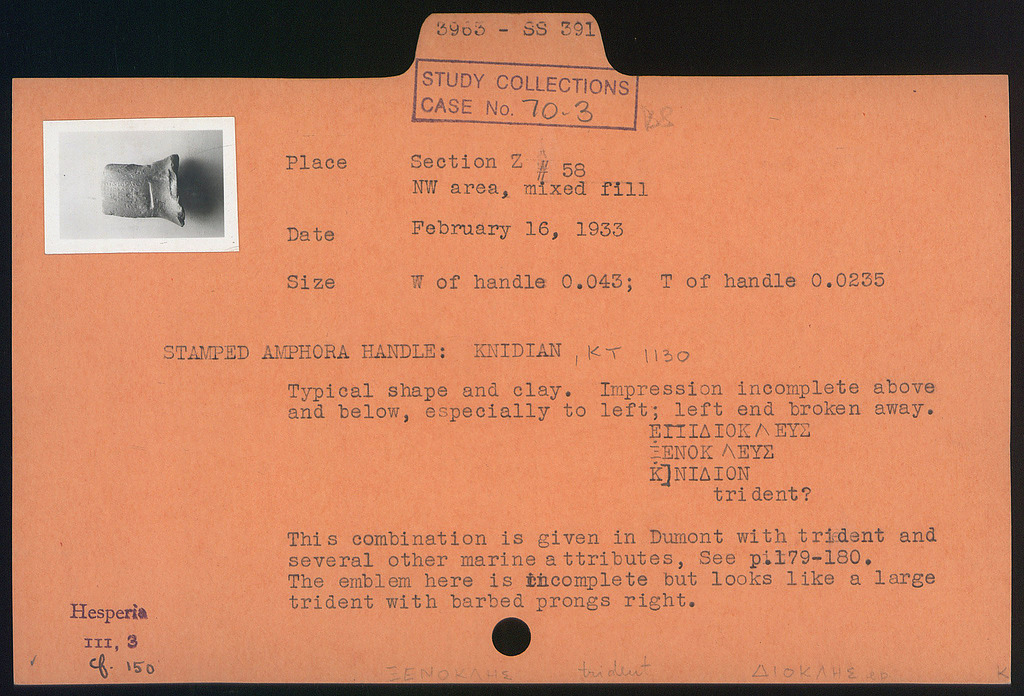 3963 - SS 391
STUDY COLLECTIONS
CASE No. 70-3
BS
Place Section Z # 58
NW area, mixed fill
Date February 16, 1933
Size W of handle 0.043; T of handle 0.0235
STAMPED AMPHORA HANDLE: KNIDIAN , KT 1130
Typical shape and clay. Impression incomplete above
and below, especially to left; left end broken away.
ΕΠΙΔΙΟΚΛΕΥΣ
ΞΕΝΟΚΛΕΥΣ
Κ]ΝΙΔΙΟΝ
trident?
This combination is given in Dumont with trident and
several other marine attributes, See p.179-180.
The emblem here is incomplete but looks like a large
trident with barbed prongs right.
Hesperia
III, 3
cf. 150
ΞΕΝΟΚΛΗΣ trident ΔΙΟΚΛΗΣ ep. K